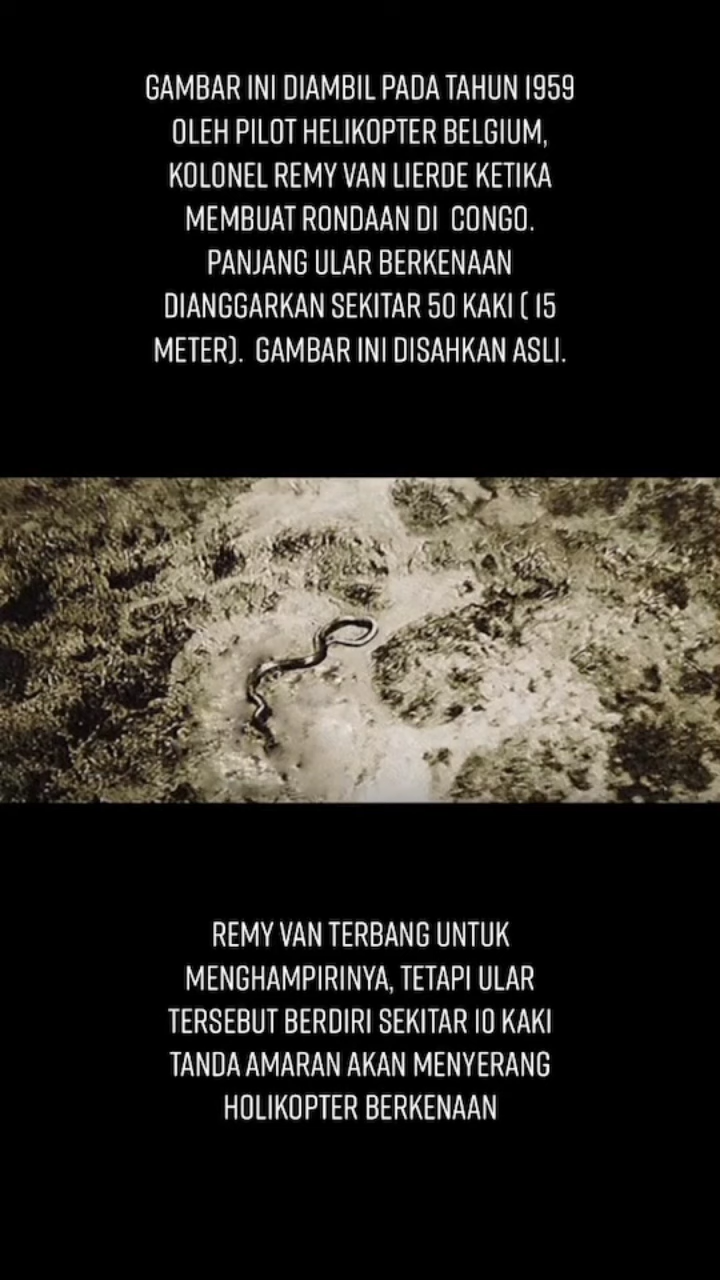 GAMBAR INI DIAMBIL PADA TAHUN 1959
OLEH PILOT HELIKOPTER BELGIUM,
KOLONEL REMY VAN LIERDE KETIKA
MEMBUAT RONDAAN DI CONGO.
PANJANG ULAR BERKENAAN
DIANGGARKAN SEKITAR 50 KAKI ( 15
METER). GAMBAR INI DISAHKAN ASLI.
REMY VAN TERBANG UNTUK
MENGHAMPIRINYA, TETAPI ULAR
TERSEBUT BERDIRI SEKITAR 10 KAKI
TANDA AMARAN AKAN MENYERANG
HOLIKOPTER BERKENAAN